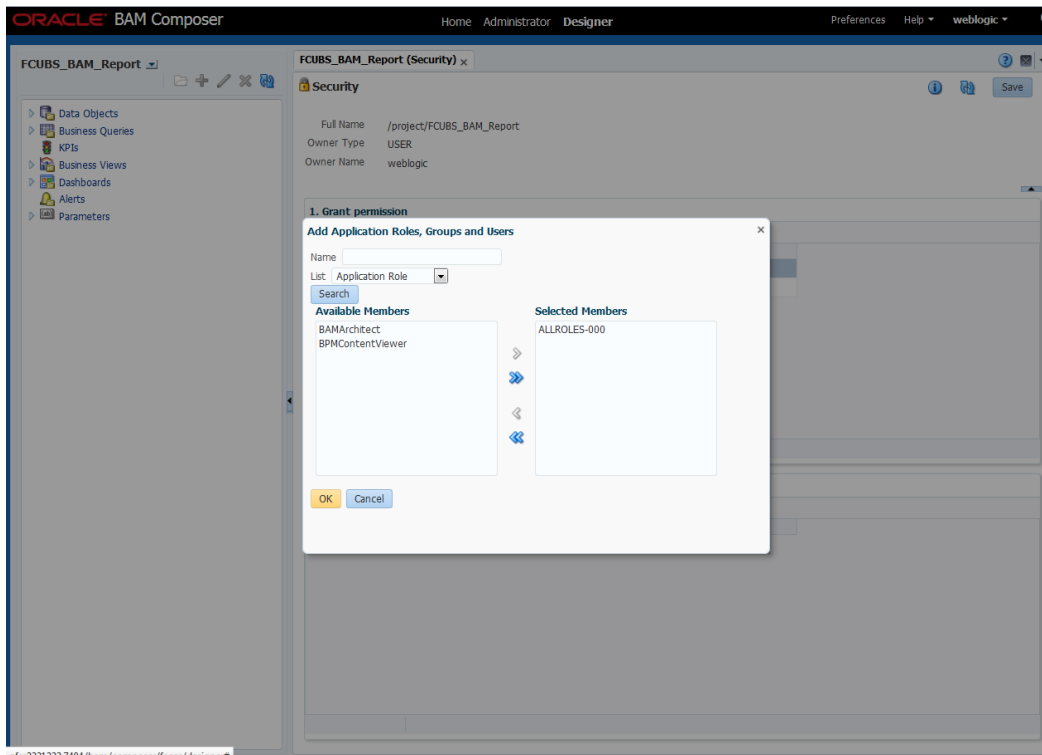 ORACLE BAM Composer
Home Administrator Designer
Preferences Help weblogic
FCUBS_BAM_Report
Data Objects
Business Queries
KPIs
Business Views
Dashboards
Alerts
Parameters
FCUBS_BAM_Report (Security) x
Security
Save
Full Name /project/FCUBS_BAM_Report
Owner Type USER
Owner Name weblogic
1. Grant permission
Add Application Roles, Groups and Users
Name
List Application Role
Search
Available Members
BAMArchitect
BPMContentViewer
Selected Members
ALLROLES-000
OK Cancel